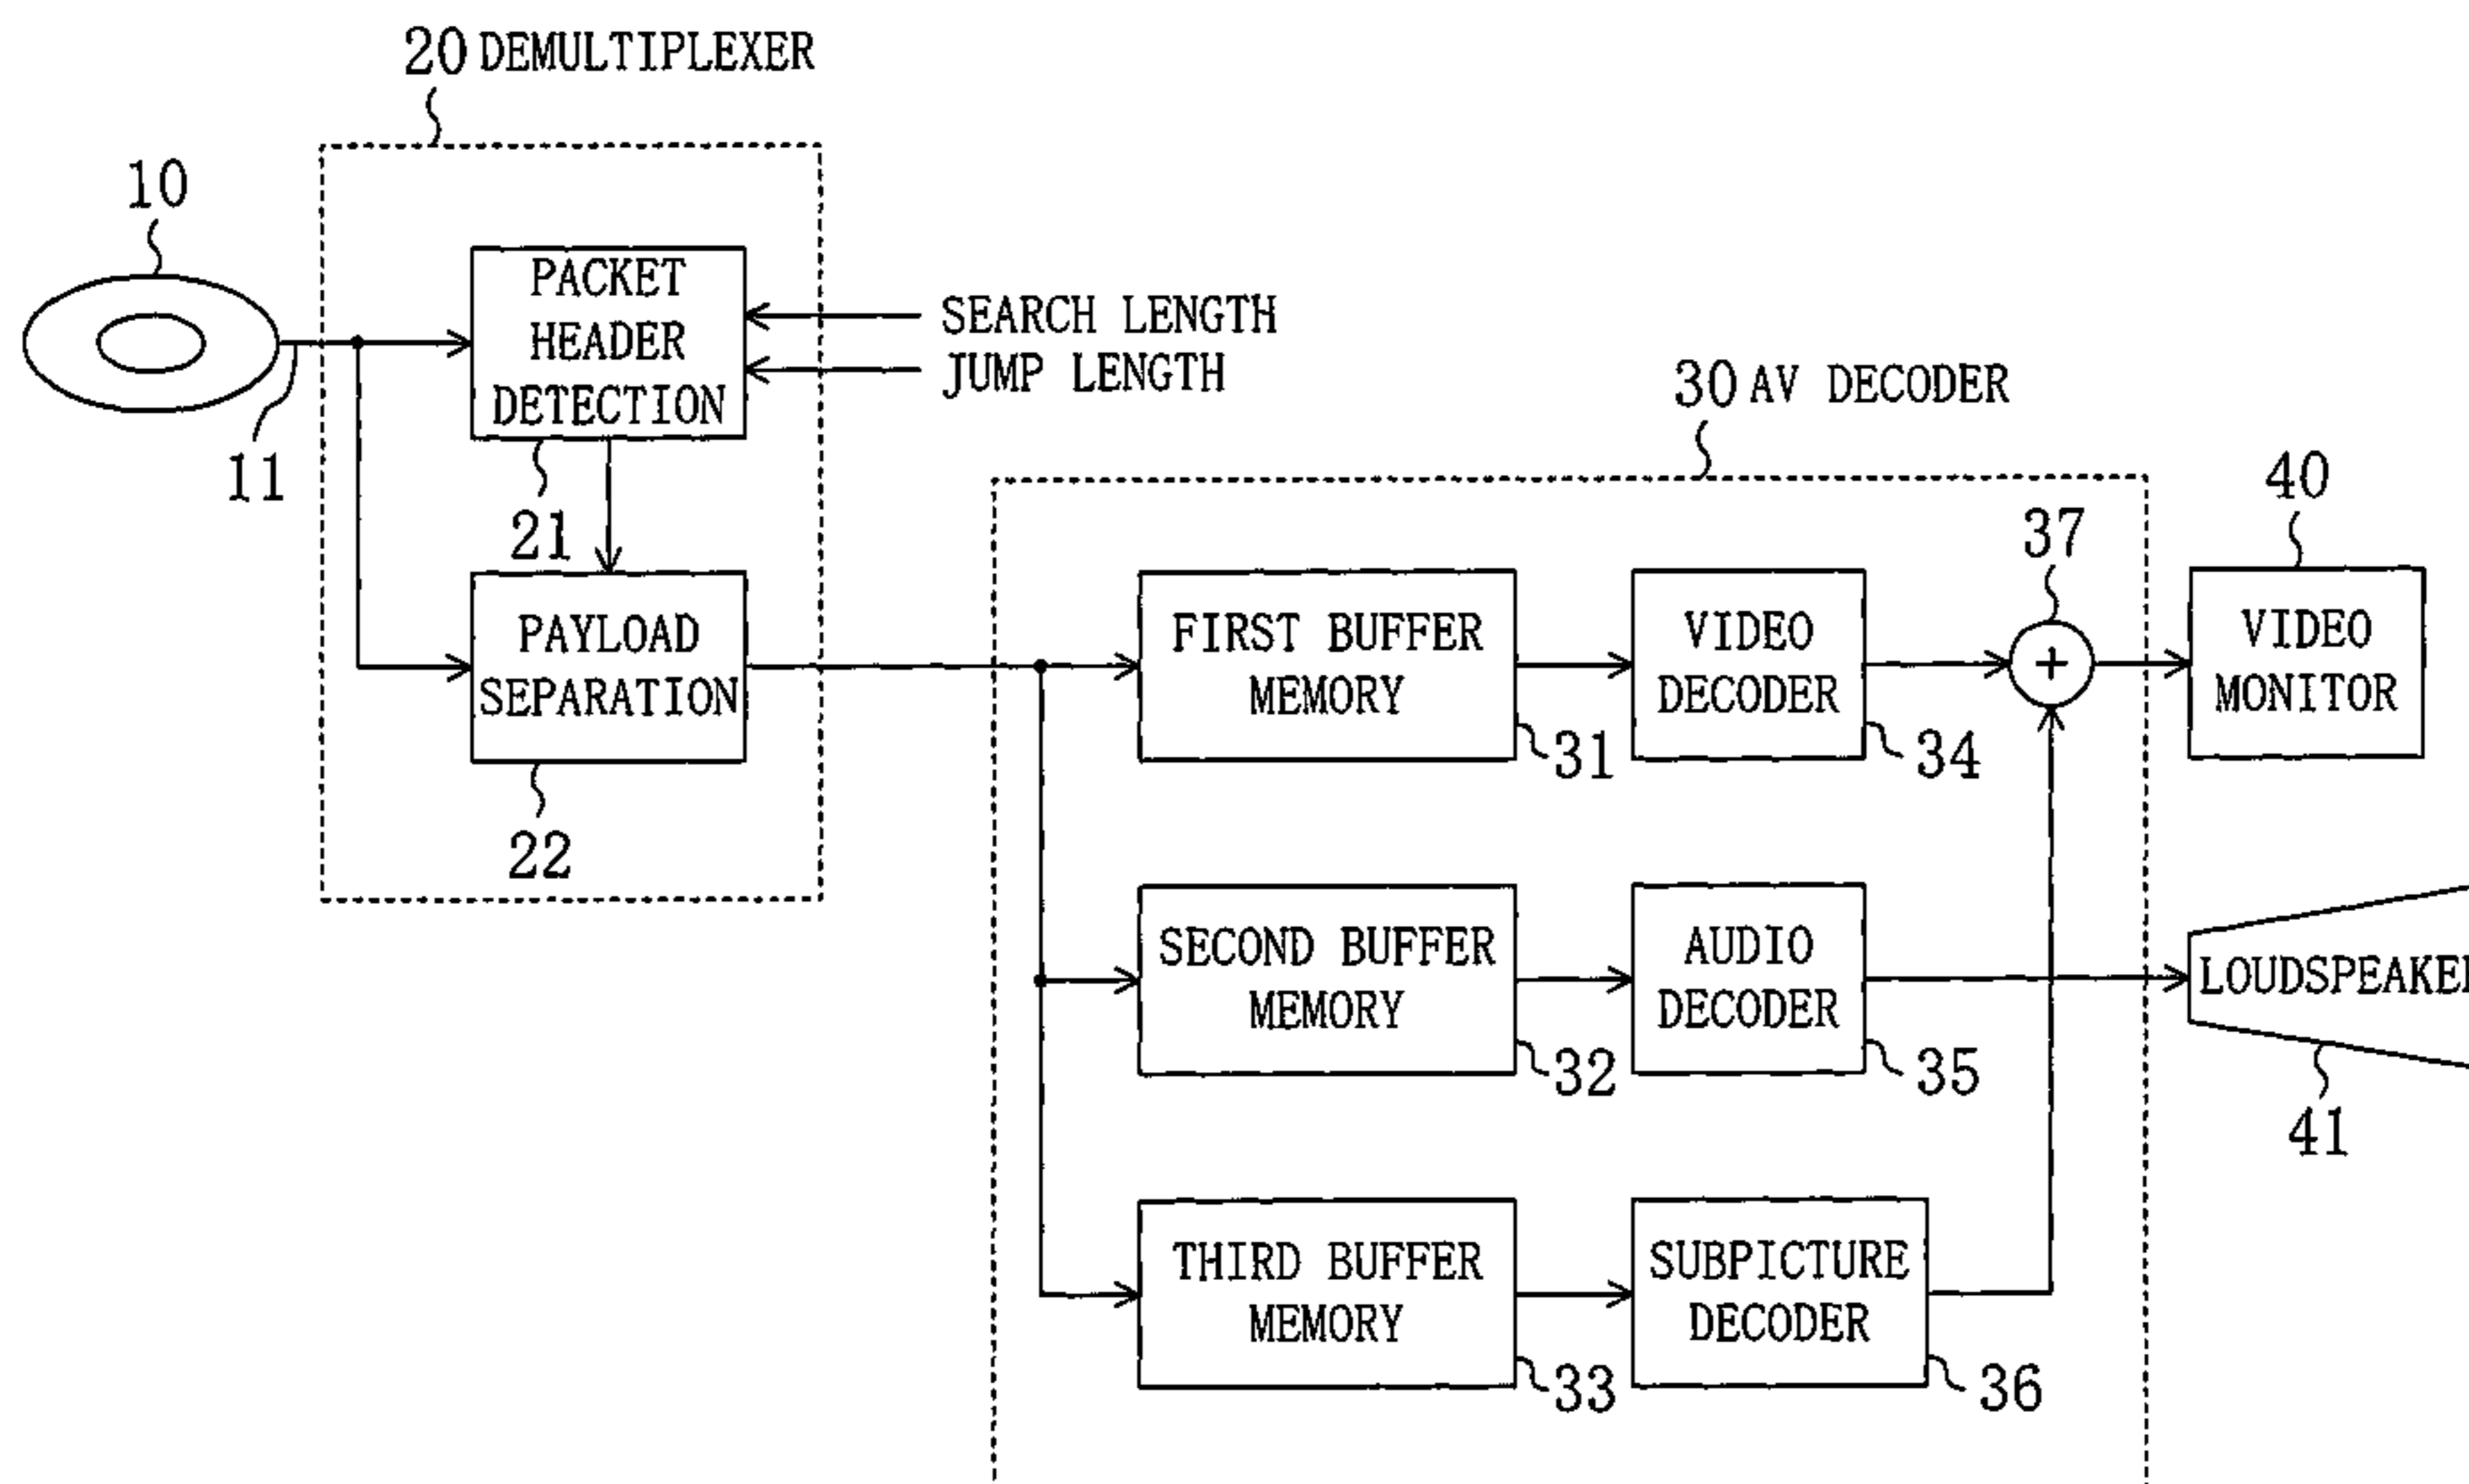 20 DEMULTIPLEXER
10
PACKET
HEADER
DETECTION
SEARCH LENGTH
JUMP LENGTH
11
21
30 AV DECODER
40
37
PAYLOAD
SEPARATION
22
FIRST BUFFER
MEMORY
31
VIDEO
DECODER
34
+
VIDEO
MONITOR
SECOND BUFFER
MEMORY
32
AUDIO
DECODER
35
LOUDSPEAKER
41
THIRD BUFFER
MEMORY
33
SUBPICTURE
DECODER
36